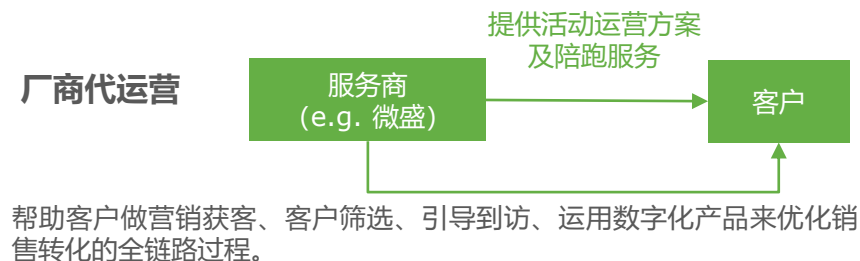 提供活动运营方案
及陪跑服务
厂商代运营
服务商
（e.g. 微盛）
客户
帮助客户做营销获客、客户筛选、引导到访、运用数字化产品来优化销
售转化的全链路过程。